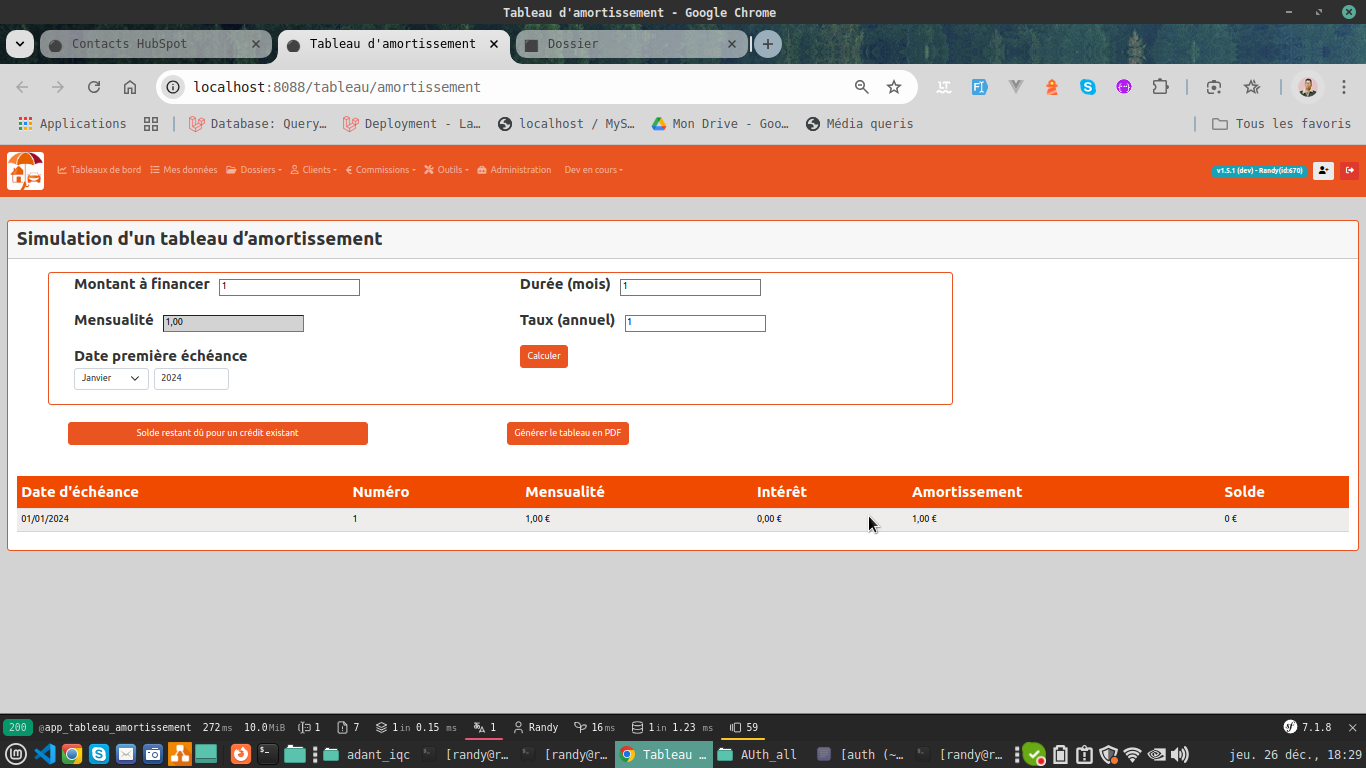 Tableau d'amortissement - Google Chrome
Contacts HubSpot
Tableau d'amortissement
Dossier
localhost:8088/tableau/amortissement
Applications
Database: Query…
Deployment - La…
localhost / MyS…
Mon Drive - Goo…
Média queris
Tous les favoris
Tableaux de bord
Mes données
Dossiers
Clients
Commissions
Outils
Administration
Dev en cours
v1.5.1 (dev) - Randy(id:670)
Simulation d'un tableau d’amortissement
Montant à financer 1
Durée (mois) 1
Mensualité 1,00
Taux (annuel) 1
Date première échéance
Calculer
Janvier 2024
Solde restant dû pour un crédit existant
Générer le tableau en PDF
Date d'échéance Numéro Mensualité Intérêt Amortissement Solde
01/01/2024 1 1,00 € 0,00 € 1,00 € 0 €
200 @app_tableau_amortissement 272 ms 10.0 MiB 1 7 1 in 0.15 ms 1 Randy 16 ms 1 in 1.23 ms 59 sf 7.1.8
adant_iqc [randy@r… [randy@r… Tableau … AUth_all [auth (~… [randy@r… jeu. 26 déc., 18:29